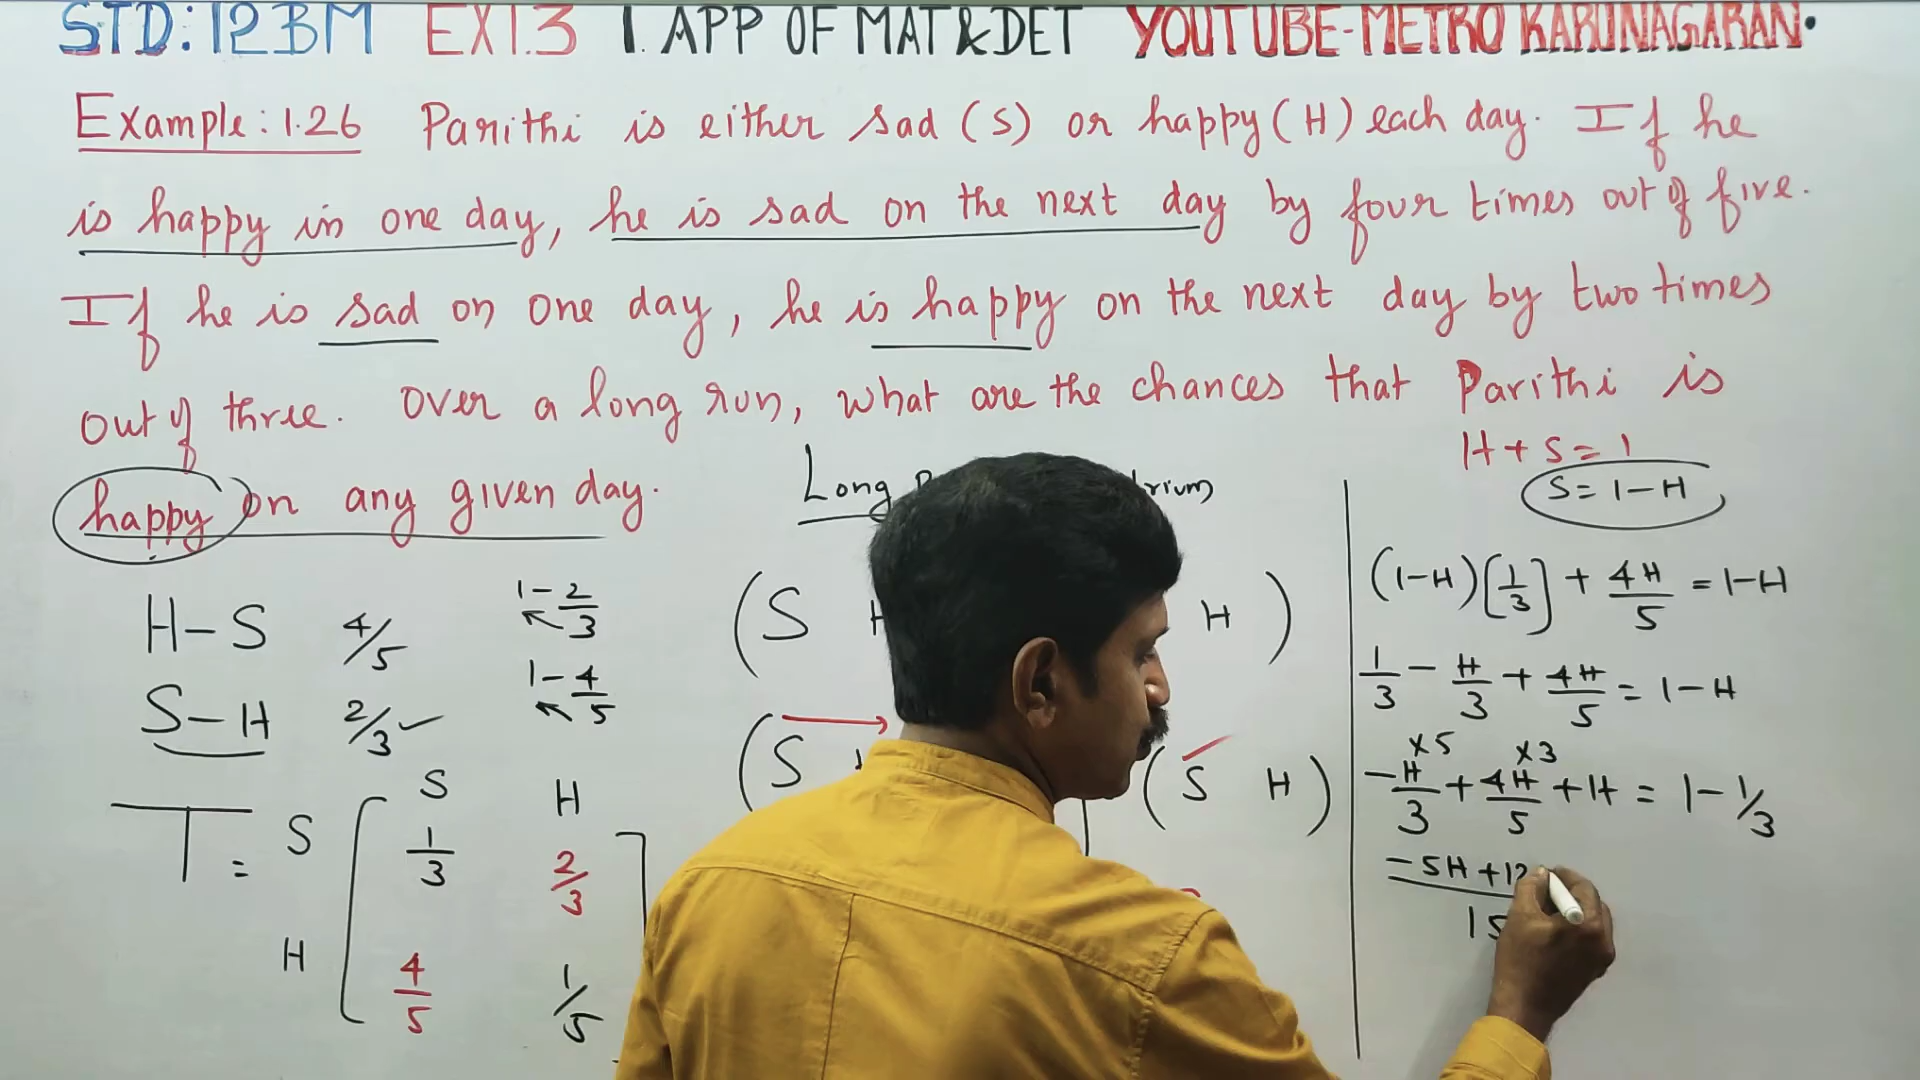 STD: 12BM EX1.3 1. APP OF MAT&DET YOUTUBE-METRO KARUNAGARAN.
Example: 1.26 Parithi is either sad (S) or happy (H) each day. If he
is happy in one day, he is sad on the next day by four times out of five.
If he is sad on one day, he is happy on the next day by two times
out of three. over a long run, what are the chances that Parithi is
happy on any given day.
Long
H-S 4/5
S-H 2/3 ✓
1-2/3
1-4/5
S H
T = S [ 1/3 2/3 ]
H [ 4/5 1/5 ]
(S H )
(S (S H)
H+S=1
S=1-H
(1-H)[1/3] + 4H/5 = 1-H
1/3 - H/3 + 4H/5 = 1-H
×5 ×3
-H/3 + 4H/5 + H = 1-1/3
-5H+12
15